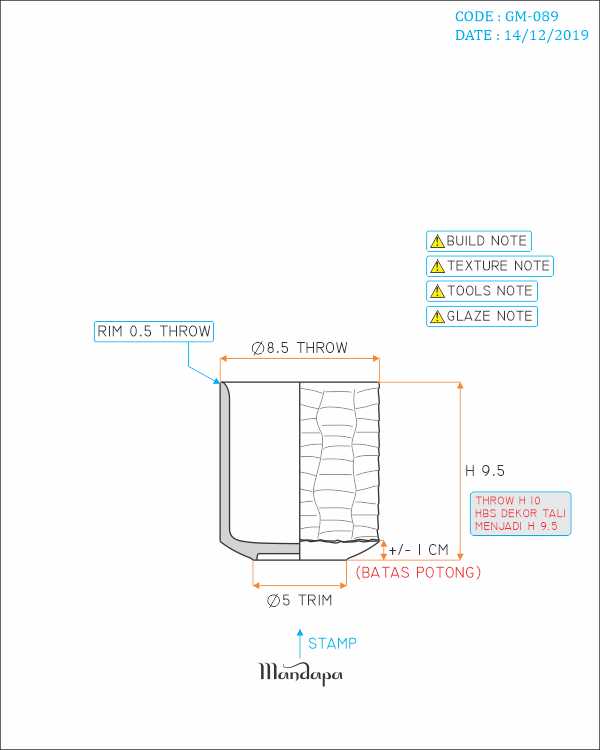 CODE : GM-089
DATE : 14/12/2019
BUILD NOTE
TEXTURE NOTE
TOOLS NOTE
GLAZE NOTE
RIM 0.5 THROW
∅8.5 THROW
H 9.5
THROW H 10
HBS DEKOR TALI
MENJADI H 9.5
+/- 1 CM
(BATAS POTONG)
∅5 TRIM
STAMP
Mandapa